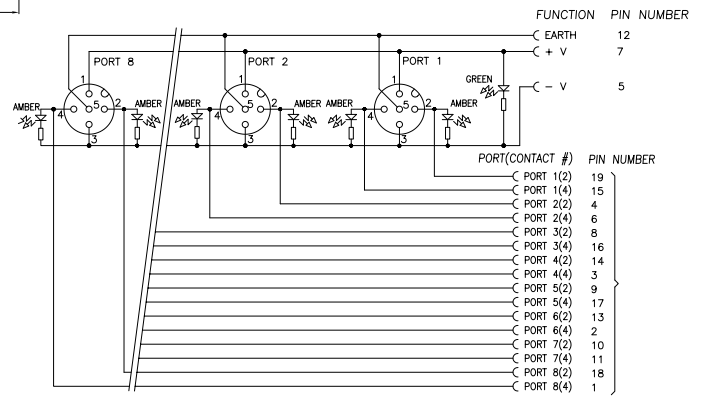 FUNCTION PIN NUMBER
EARTH 12
+ V 7
- V 5
PORT 8 PORT 2 PORT 1
GREEN
1 1 1
AMBER 4 5 2 AMBER AMBER 4 5 2 AMBER AMBER 4 5 2 AMBER
3 3 3
PORT(CONTACT #) PIN NUMBER
PORT 1(2) 19
PORT 1(4) 15
PORT 2(2) 4
PORT 2(4) 6
PORT 3(2) 8
PORT 3(4) 16
PORT 4(2) 14
PORT 4(4) 3
PORT 5(2) 9
PORT 5(4) 17
PORT 6(2) 13
PORT 6(4) 2
PORT 7(2) 10
PORT 7(4) 11
PORT 8(2) 18
PORT 8(4) 1